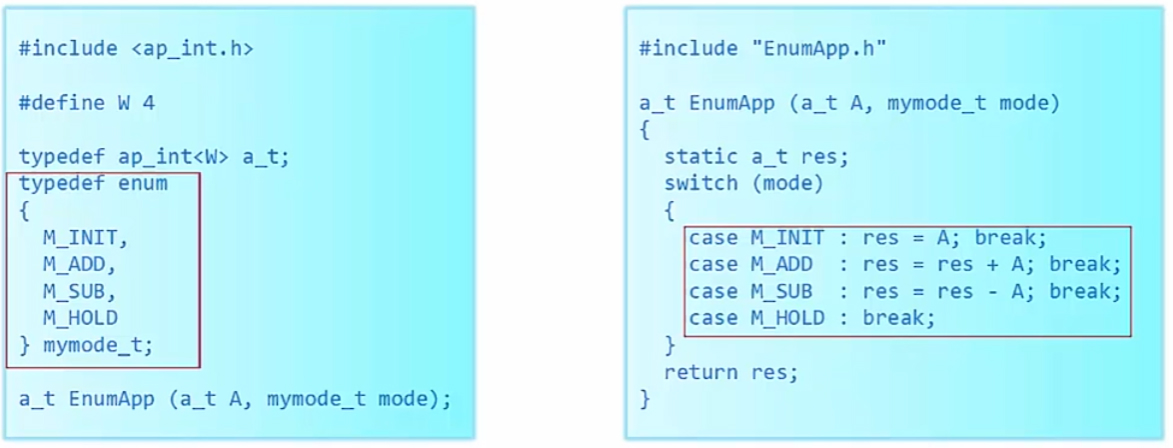 #include <ap_int.h>
#define W 4
typedef ap_int<W> a_t;
typedef enum
{
M_INIT,
M_ADD,
M_SUB,
M_HOLD
} mymode_t;
a_t EnumApp (a_t A, mymode_t mode);
#include "EnumApp.h"
a_t EnumApp (a_t A, mymode_t mode)
{
static a_t res;
switch (mode)
{
case M_INIT : res = A; break;
case M_ADD : res = res + A; break;
case M_SUB : res = res - A; break;
case M_HOLD : break;
}
return res;
}